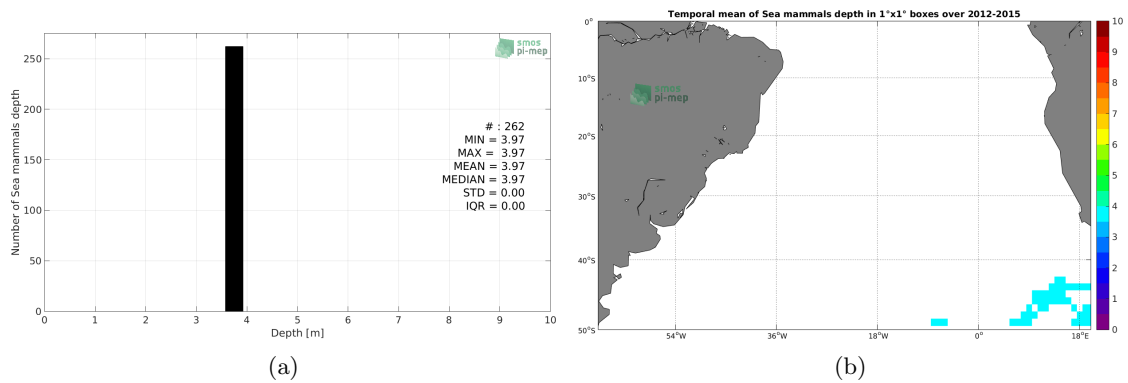 smos
pi-mep
250
200
150
100
50
0
Number of Sea mammals depth
# : 262
MIN = 3.97
MAX = 3.97
MEAN = 3.97
MEDIAN = 3.97
STD = 0.00
IQR = 0.00
0 1 2 3 4 5 6 7 8 9 10
Depth [m]
(a)
Temporal mean of Sea mammals depth in 1°x1° boxes over 2012-2015
0°
10°S
20°S
30°S
40°S
50°S
smos
pi-mep
54°W 36°W 18°W 0° 18°E
10
9
8
7
6
5
4
3
2
1
0
(b)